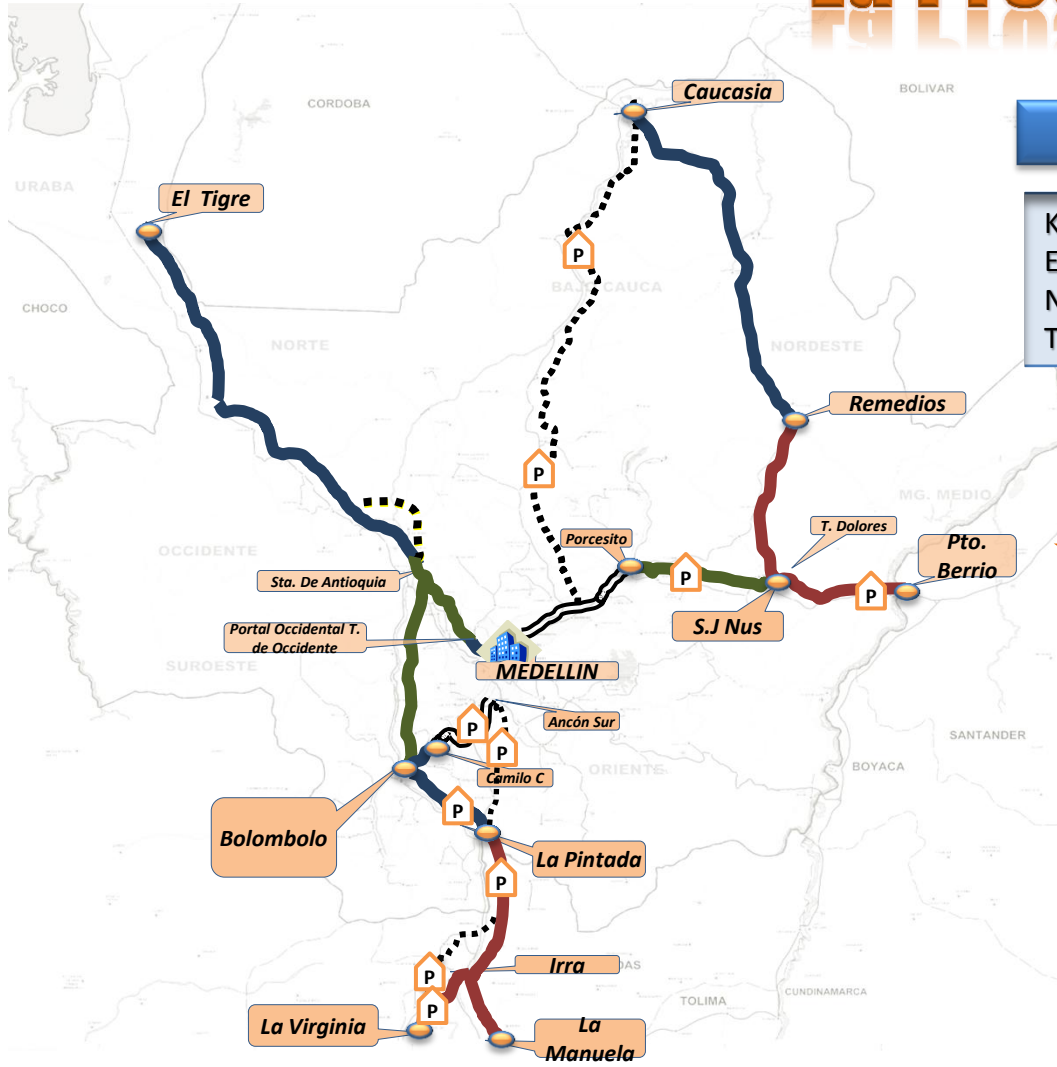 CORDOBA
BOLIVAR
Caucasia
URABA
El Tigre
P
BAJO CAUCA
CHOCO
NORTE
NORDESTE
Remedios
P
MG. MEDIO
T. Dolores
Porcesito
Pto.
Berrio
OCCIDENTE
Sta. De Antioquia
P
P
S.J Nus
Portal Occidental T.
de Occidente
SUROESTE
MEDELLIN
Ancón Sur
P
P
SANTANDER
Camilo C
ORIENTE
BOYACA
P
Bolombolo
La Pintada
P
Irra
DAS
P
CUNDINAMARCA
TOLIMA
P
La Virginia
La
Manuela
K
E
N
T